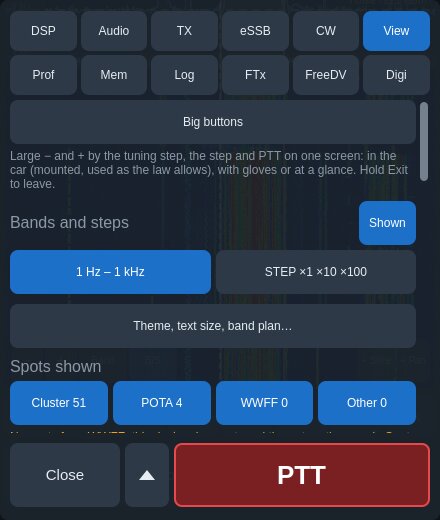 DSP Audio TX eSSB CW View
Prof Mem Log FTx FreeDV Digi
Big buttons
Large − and + by the tuning step, the step and PTT on one screen: in the
car (mounted, used as the law allows), with gloves or at a glance. Hold Exit
to leave.
Bands and steps Shown
1 Hz – 1 kHz STEP ×1 ×10 ×100
Theme, text size, band plan…
Spots shown
Cluster 51 POTA 4 WWFF 0 Other 0
Close PTT